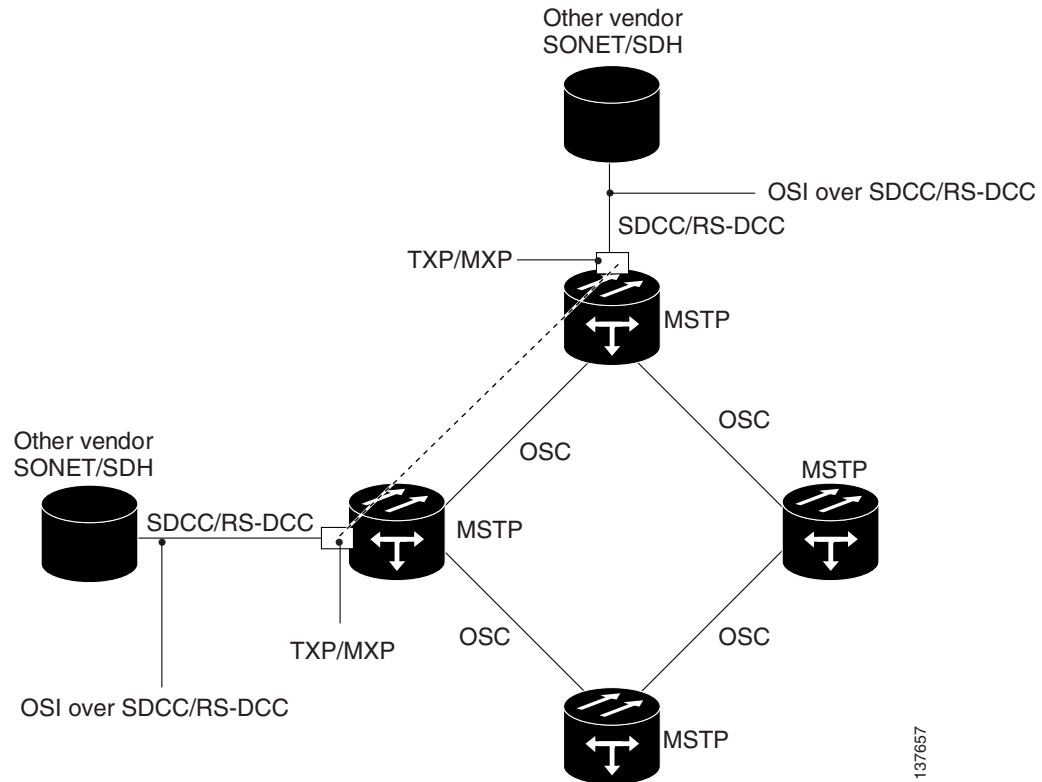 Other vendor
SONET/SDH
OSI over SDCC/RS-DCC
SDCC/RS-DCC
TXP/MXP
MSTP
OSC
OSC
Other vendor
SONET/SDH
MSTP
SDCC/RS-DCC
MSTP
OSC
OSC
TXP/MXP
OSI over SDCC/RS-DCC
MSTP
137657